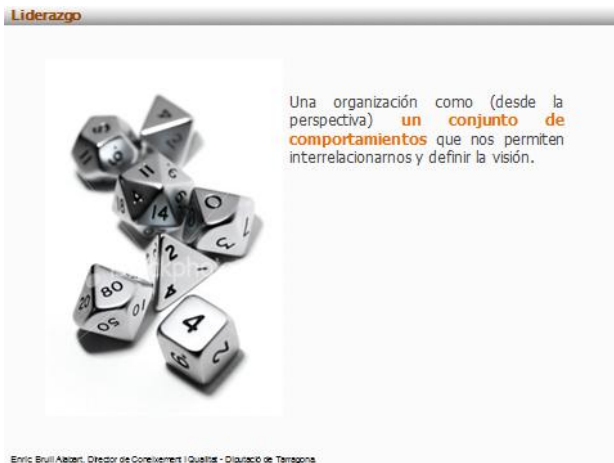 Liderazgo
Una organización como (desde la
perspectiva) un conjunto de
comportamientos que nos permiten
interrelacionarnos y definir la visión.
Enric Brull Alabart. Director de Coneixement i Qualitat - Diputació de Tarragona.